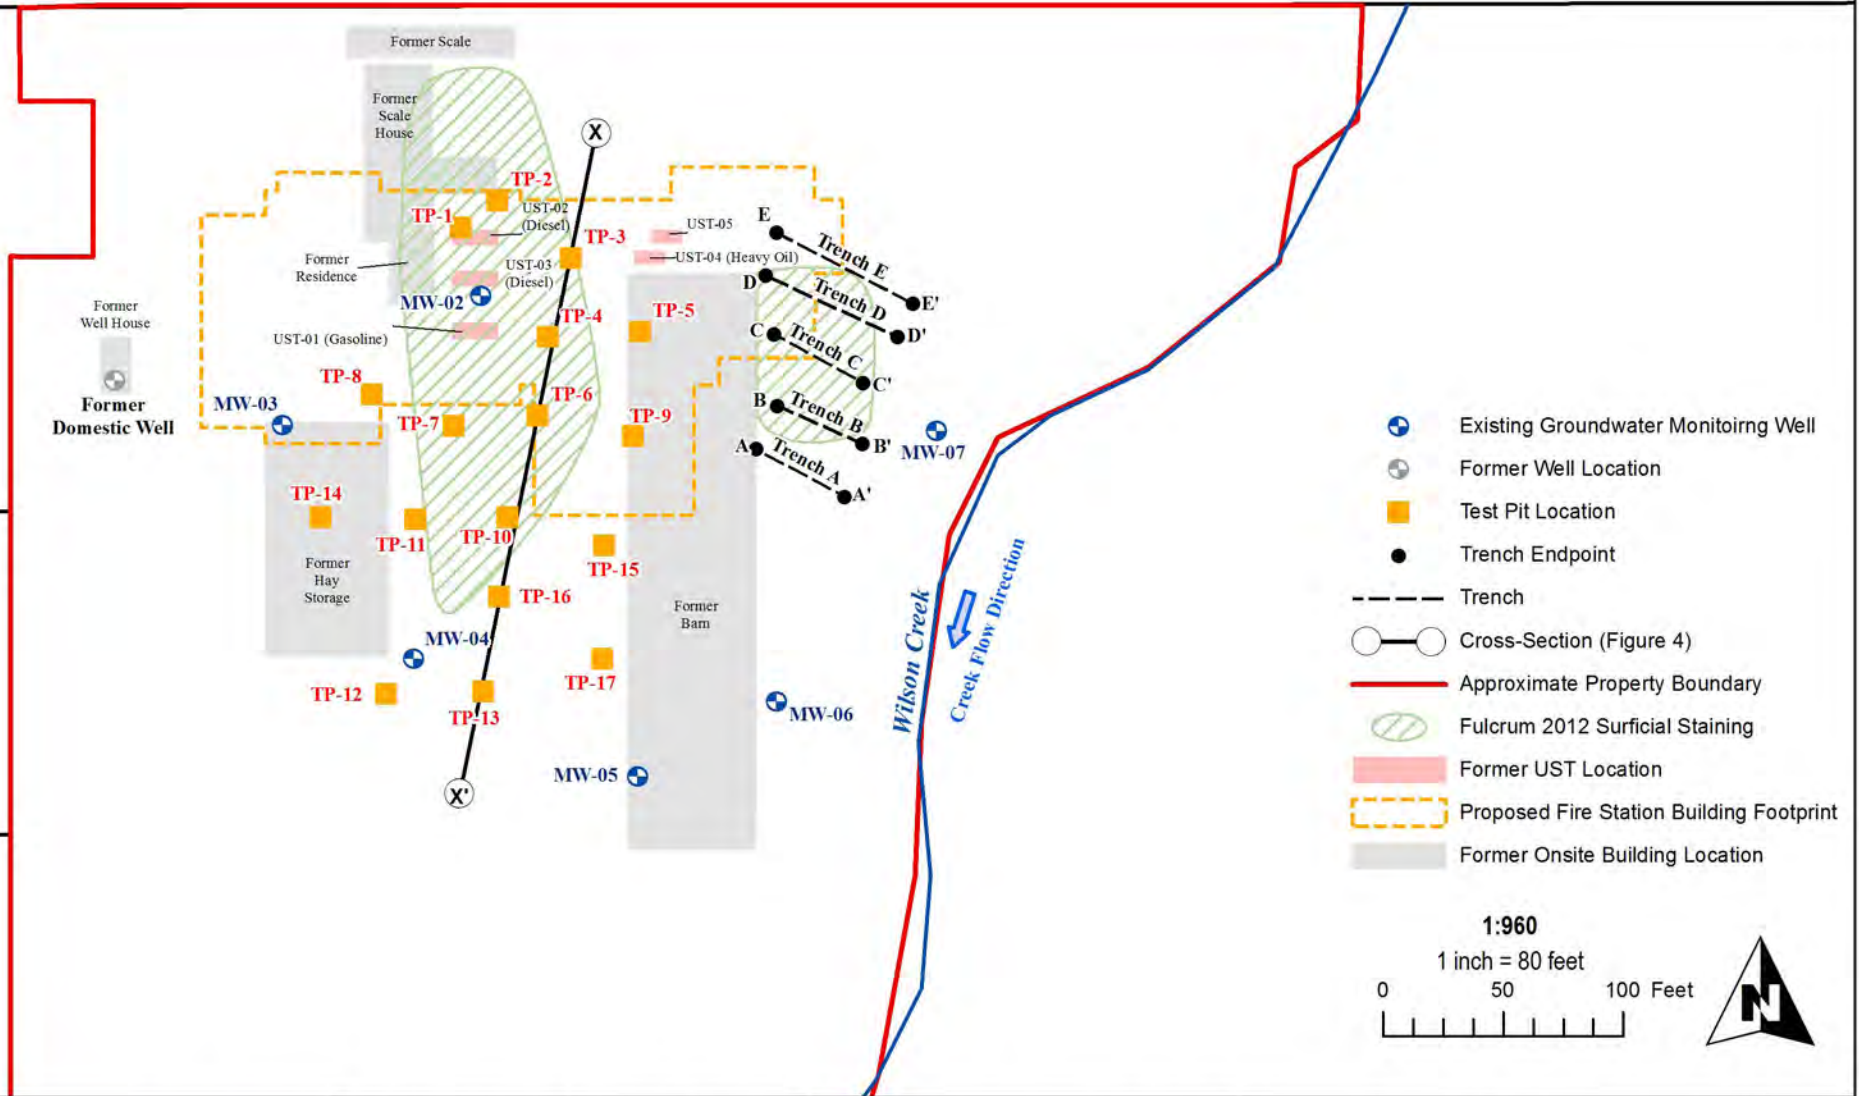 Former Scale
Former
Scale
House
X
TP-2
TP-1
UST-02
(Diesel)
TP-3
UST-05
UST-04 (Heavy Oil)
E
Trench E
E'
Former
Residence
UST-03
(Diesel)
MW-02
D
Trench D
D'
Former
Well House
UST-01 (Gasoline)
TP-4
TP-5
C
Trench C
C'
TP-8
Former
Domestic Well
MW-03
TP-7
TP-6
TP-9
B
Trench B
B'
MW-07
A
Trench A
A'
TP-14
TP-11
TP-10
TP-15
Former
Hay
Storage
TP-16
Former
Barn
MW-04
TP-12
TP-13
TP-17
MW-06
MW-05
X'
Wilson Creek
Creek Flow Direction
Existing Groundwater Monitoirng Well
Former Well Location
Test Pit Location
Trench Endpoint
Trench
Cross-Section (Figure 4)
Approximate Property Boundary
Fulcrum 2012 Surficial Staining
Former UST Location
Proposed Fire Station Building Footprint
Former Onsite Building Location
1:960
1 inch = 80 feet
0 50 100 Feet
N